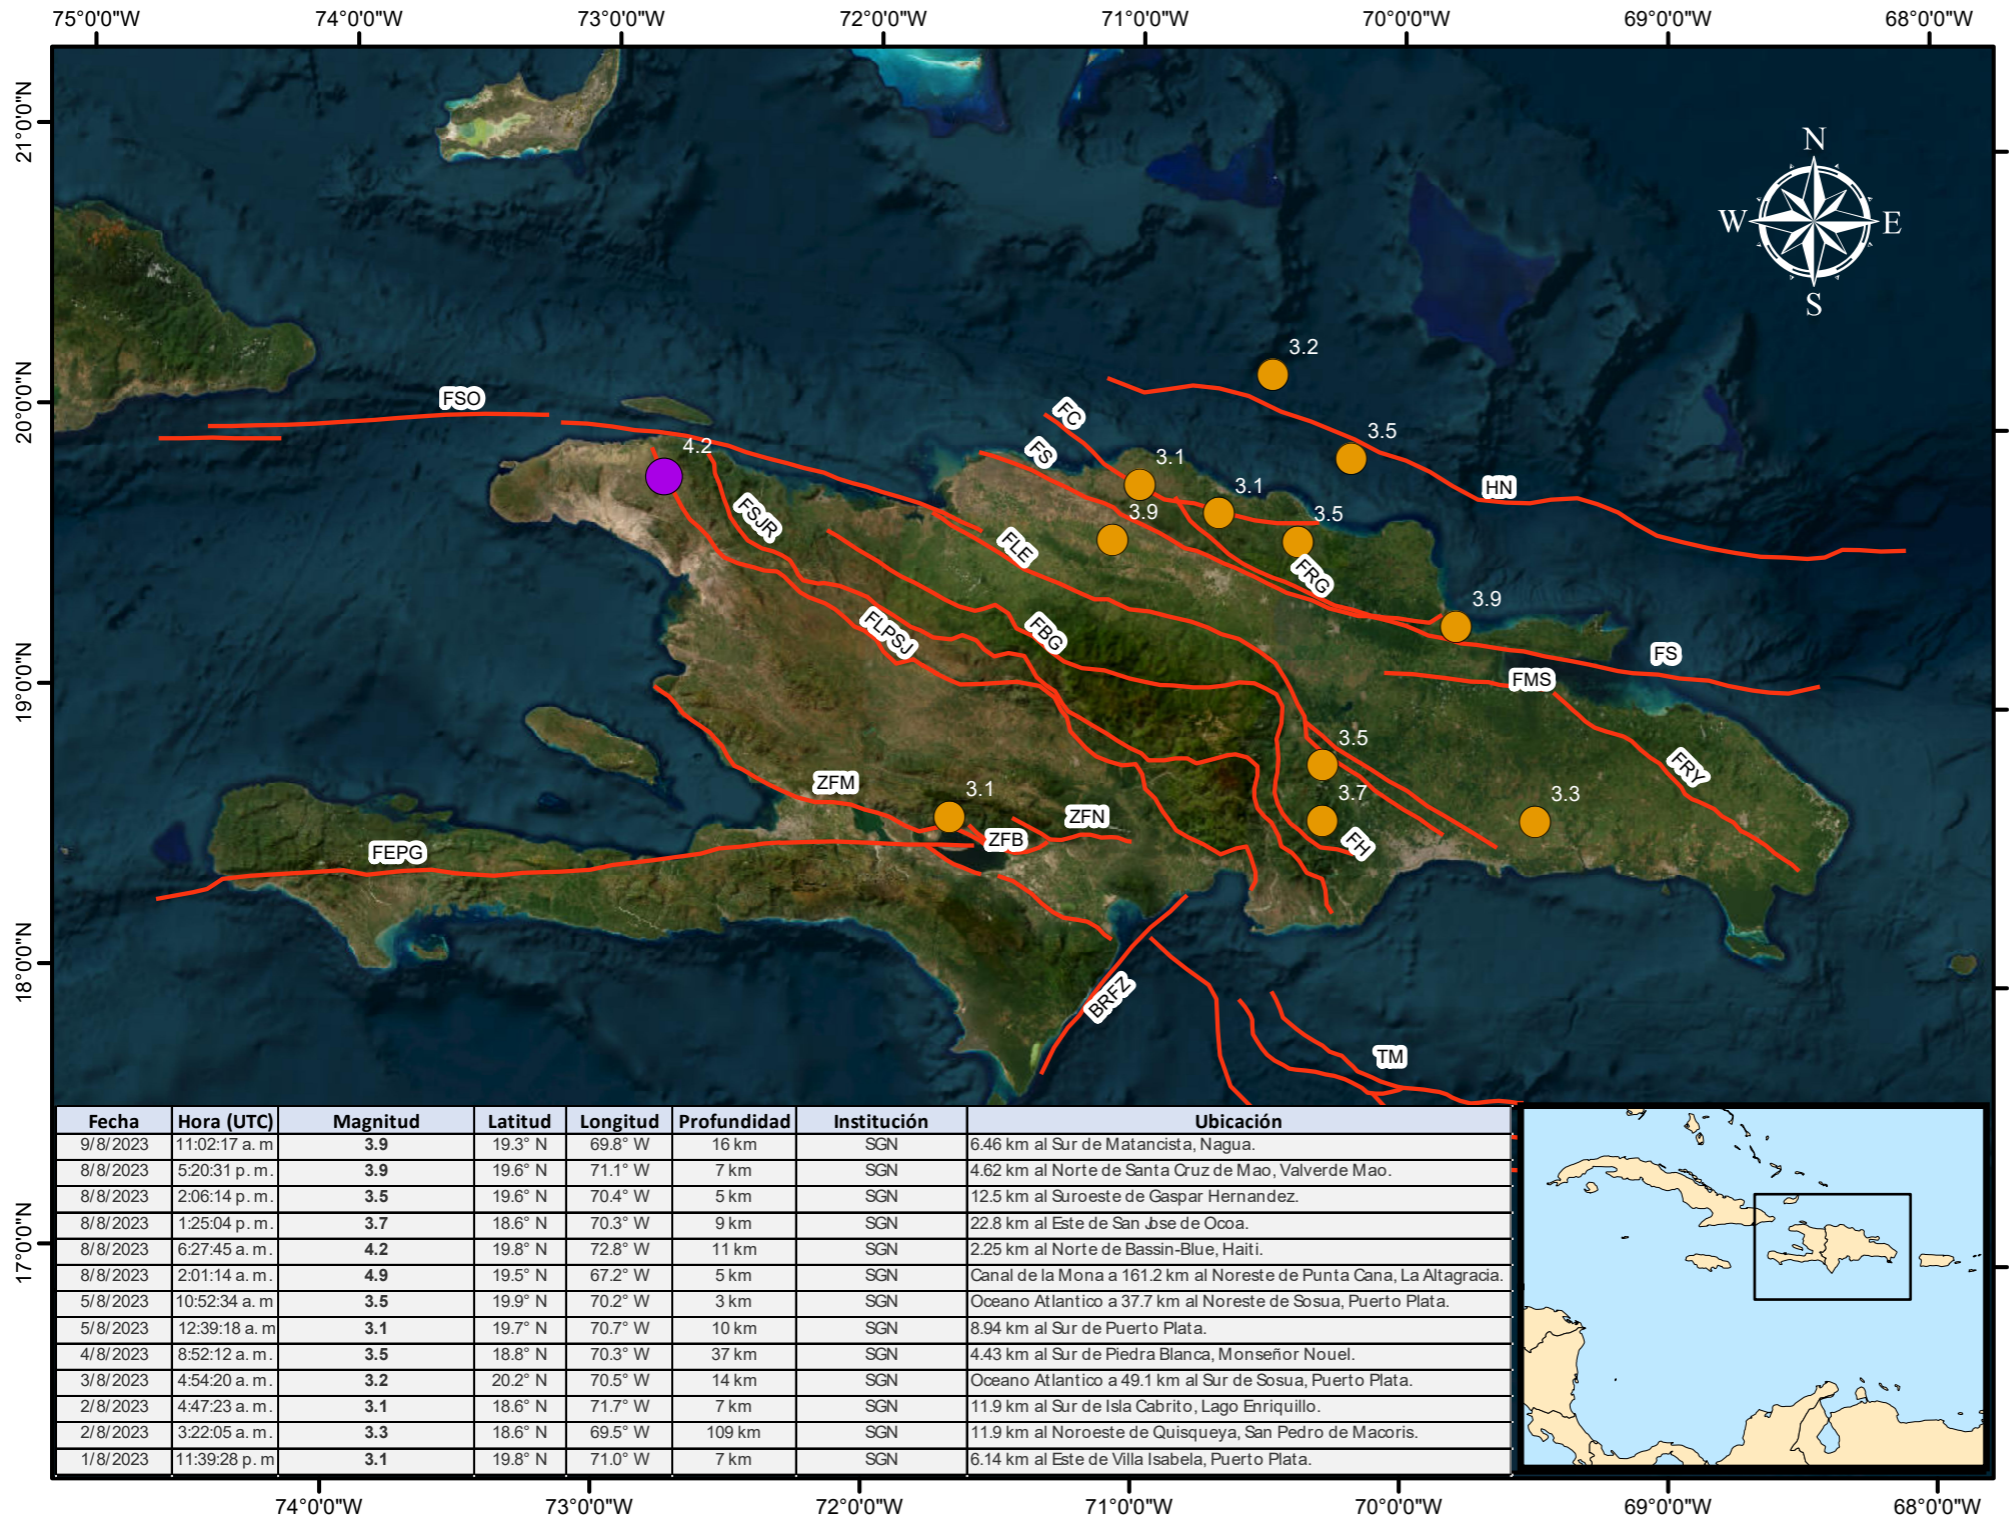 75°0'0"W 74°0'0"W 73°0'0"W 72°0'0"W 71°0'0"W 70°0'0"W 69°0'0"W 68°0'0"W
21°0'0"N
N
W E
S
3.2
20°0'0"N
FSO
FC
3.5
4.2
FS
3.1
HN
3.1
FSJR
3.9
3.5
FLE
FRG
3.9
FLPSJ
FBG
FS
19°0'0"N
FMS
3.5
FRY
ZFM
3.1
3.7
3.3
ZFN
ZFB
FH
FEPG
18°0'0"N
BRFZ
TM
17°0'0"N
Fecha Hora (UTC) Magnitud Latitud Longitud Profundidad Institución Ubicación
9/8/2023 11:02:17 a. m 3.9 19.3° N 69.8° W 16 km SGN 6.46 km al Sur de Matancista, Nagua.
8/8/2023 5:20:31 p. m. 3.9 19.6° N 71.1° W 7 km SGN 4.62 km al Norte de Santa Cruz de Mao, Valverde Mao.
8/8/2023 2:06:14 p. m. 3.5 19.6° N 70.4° W 5 km SGN 12.5 km al Suroeste de Gaspar Hernandez.
8/8/2023 1:25:04 p. m. 3.7 18.6° N 70.3° W 9 km SGN 22.8 km al Este de San Jose de Ocoa.
8/8/2023 6:27:45 a. m. 4.2 19.8° N 72.8° W 11 km SGN 2.25 km al Norte de Bassin-Blue, Haiti.
8/8/2023 2:01:14 a. m. 4.9 19.5° N 67.2° W 5 km SGN Canal de la Mona a 161.2 km al Noreste de Punta Cana, La Altagracia.
5/8/2023 10:52:34 a. m 3.5 19.9° N 70.2° W 3 km SGN Oceano Atlantico a 37.7 km al Noreste de Sosua, Puerto Plata.
5/8/2023 12:39:18 a. m 3.1 19.7° N 70.7° W 10 km SGN 8.94 km al Sur de Puerto Plata.
4/8/2023 8:52:12 a. m. 3.5 18.8° N 70.3° W 37 km SGN 4.43 km al Sur de Piedra Blanca, Monseñor Nouel.
3/8/2023 4:54:20 a. m. 3.2 20.2° N 70.5° W 14 km SGN Oceano Atlantico a 49.1 km al Sur de Sosua, Puerto Plata.
2/8/2023 4:47:23 a. m. 3.1 18.6° N 71.7° W 7 km SGN 11.9 km al Sur de Isla Cabrito, Lago Enriquillo.
2/8/2023 3:22:05 a. m. 3.3 18.6° N 69.5° W 109 km SGN 11.9 km al Noroeste de Quisqueya, San Pedro de Macoris.
1/8/2023 11:39:28 p. m 3.1 19.8° N 71.0° W 7 km SGN 6.14 km al Este de Villa Isabela, Puerto Plata.
74°0'0"W 73°0'0"W 72°0'0"W 71°0'0"W 70°0'0"W 69°0'0"W 68°0'0"W